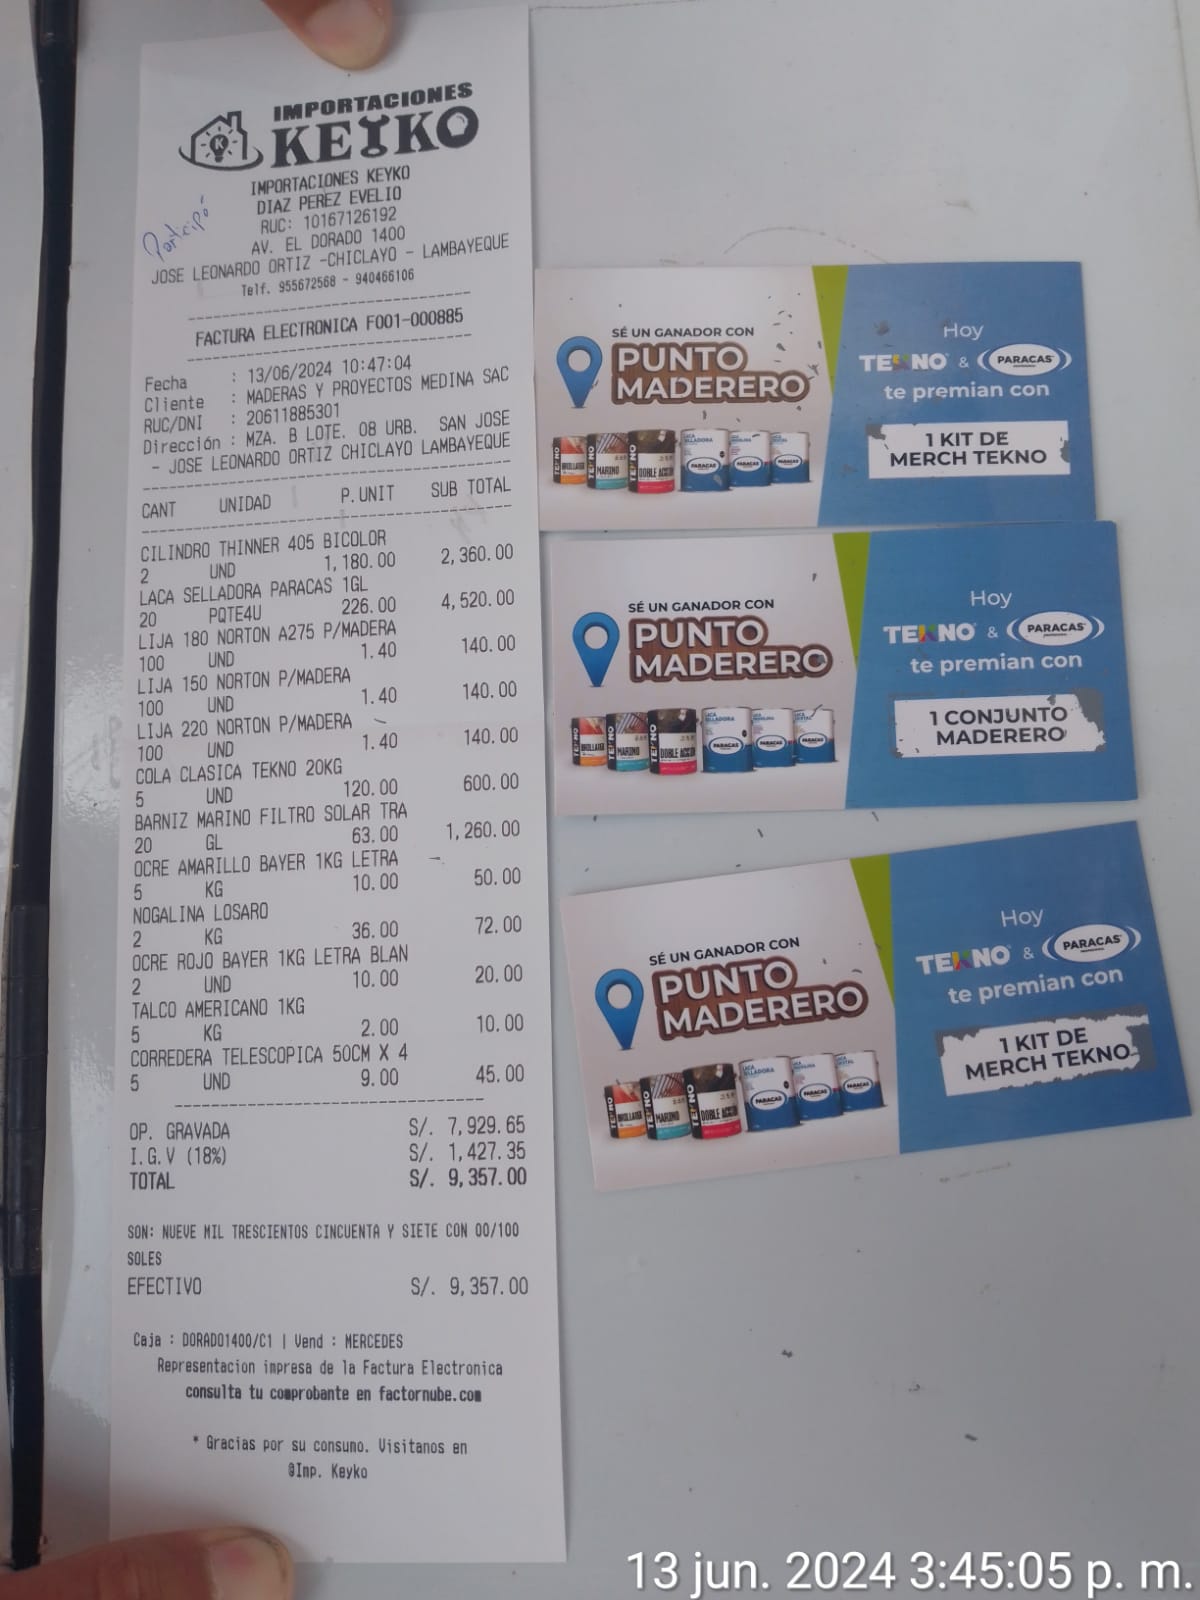 IMPORTACIONES
KEYKO
IMPORTACIONES KEYKO
DIAZ PEREZ EVELIO
RUC: 10167126192
AV. EL DORADO 1400
JOSE LEONARDO ORTIZ -CHICLAYO - LAMBAYEQUE
Telf. 955672568 - 940466106
Participó
FACTURA ELECTRONICA F001-000885
Fecha : 13/06/2024 10:47:04
Cliente : MADERAS Y PROYECTOS MEDINA SAC
RUC/DNI : 20611885301
Dirección : MZA. B LOTE. 08 URB. SAN JOSE
- JOSE LEONARDO ORTIZ CHICLAYO LAMBAYEQUE
CANT UNIDAD P.UNIT SUB TOTAL
CILINDRO THINNER 405 BICOLOR
2 UND 1,180.00 2,360.00
LACA SELLADORA PARACAS 1GL
20 PQTE4U 226.00 4,520.00
LIJA 180 NORTON A275 P/MADERA
100 UND 1.40 140.00
LIJA 150 NORTON P/MADERA
100 UND 1.40 140.00
LIJA 220 NORTON P/MADERA
100 UND 1.40 140.00
COLA CLASICA TEKNO 20KG
5 UND 120.00 600.00
BARNIZ MARINO FILTRO SOLAR TRA
20 GL 63.00 1,260.00
OCRE AMARILLO BAYER 1KG LETRA
5 KG 10.00 50.00
NOGALINA LOSARO
2 KG 36.00 72.00
OCRE ROJO BAYER 1KG LETRA BLAN
2 UND 10.00 20.00
TALCO AMERICANO 1KG
5 KG 2.00 10.00
CORREDERA TELESCOPICA 50CM X 4
5 UND 9.00 45.00
OP. GRAVADA S/. 7,929.65
I.G.V (18%) S/. 1,427.35
TOTAL S/. 9,357.00
SON: NUEVE MIL TRESCIENTOS CINCUENTA Y SIETE CON 00/100
SOLES
EFECTIVO S/. 9,357.00
Caja : DORADO1400/C1 | Vend : MERCEDES
Representacion impresa de la Factura Electronica
consulta tu comprobante en factornube.com
* Gracias por su consumo. Visitanos en
@Imp. Keyko
SÉ UN GANADOR CON
PUNTO
MADERERO
Hoy
TEKNO & PARACAS
te premian con
1 KIT DE
MERCH TEKNO
SÉ UN GANADOR CON
PUNTO
MADERERO
Hoy
TEKNO & PARACAS
te premian con
1 CONJUNTO
MADERERO
SÉ UN GANADOR CON
PUNTO
MADERERO
Hoy
TEKNO & PARACAS
te premian con
1 KIT DE
MERCH TEKNO
13 jun. 2024 3:45:05 p. m.